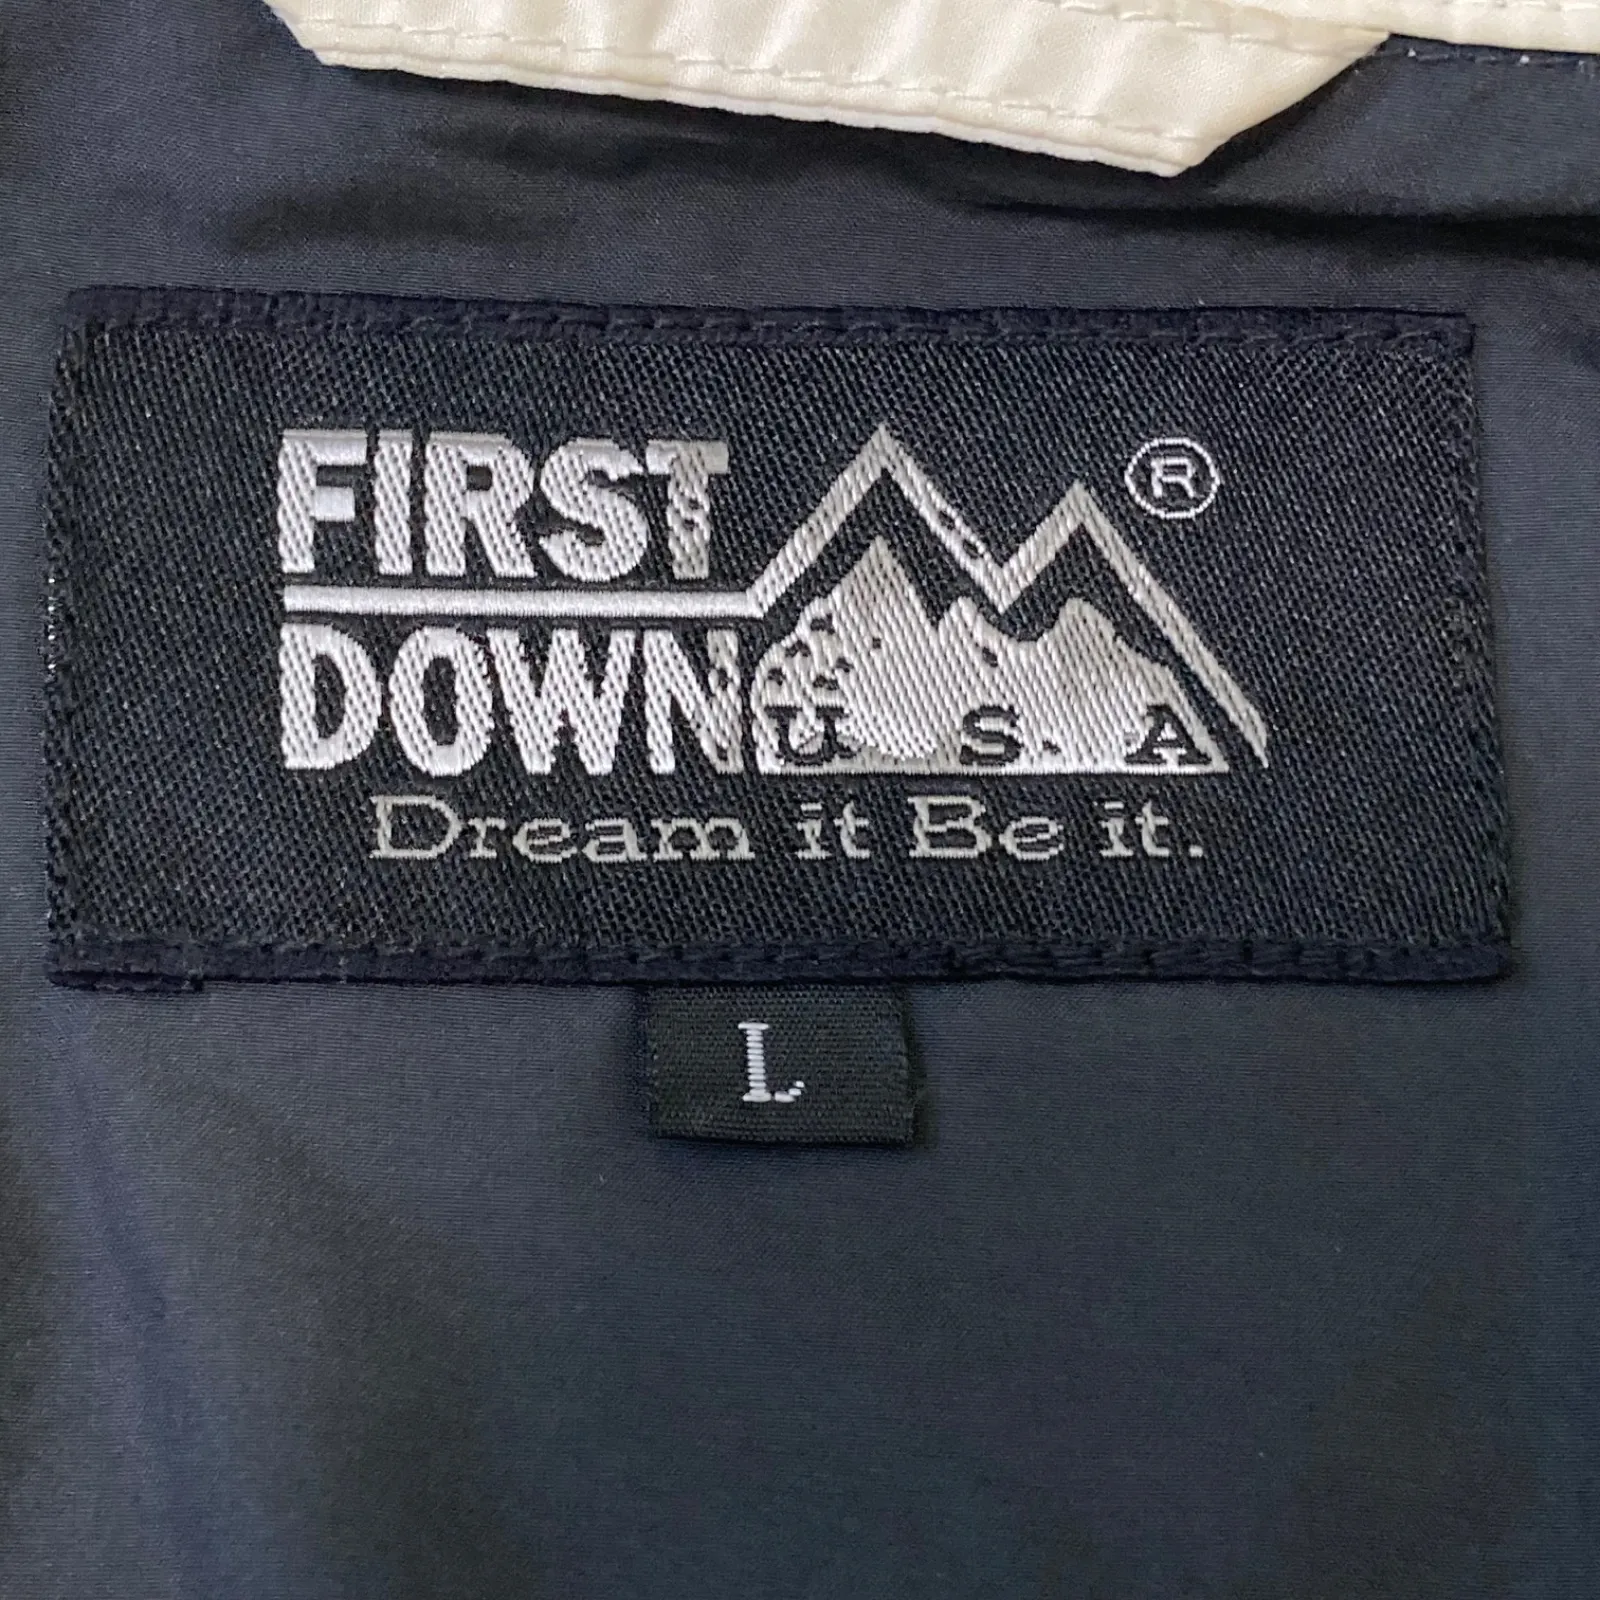 FIRST
DOWN
®
U.S.A
Dream it Be it.
L